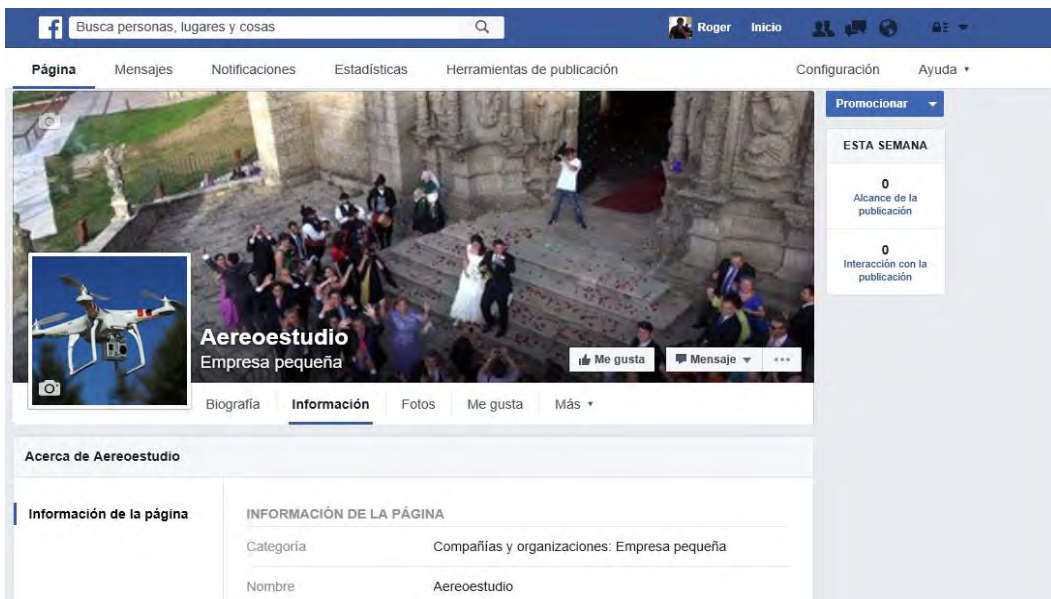 Busca personas, lugares y cosas
Roger Inicio
Página Mensajes Notificaciones Estadísticas Herramientas de publicación Configuración Ayuda
Promocionar
ESTA SEMANA
0
Alcance de la
publicación
0
Interacción con la
publicación
Aereoestudio
Empresa pequeña
Me gusta Mensaje
Biografía Información Fotos Me gusta Más
Acerca de Aereoestudio
Información de la página
INFORMACIÓN DE LA PÁGINA
Categoría Compañías y organizaciones: Empresa pequeña
Nombre Aereoestudio